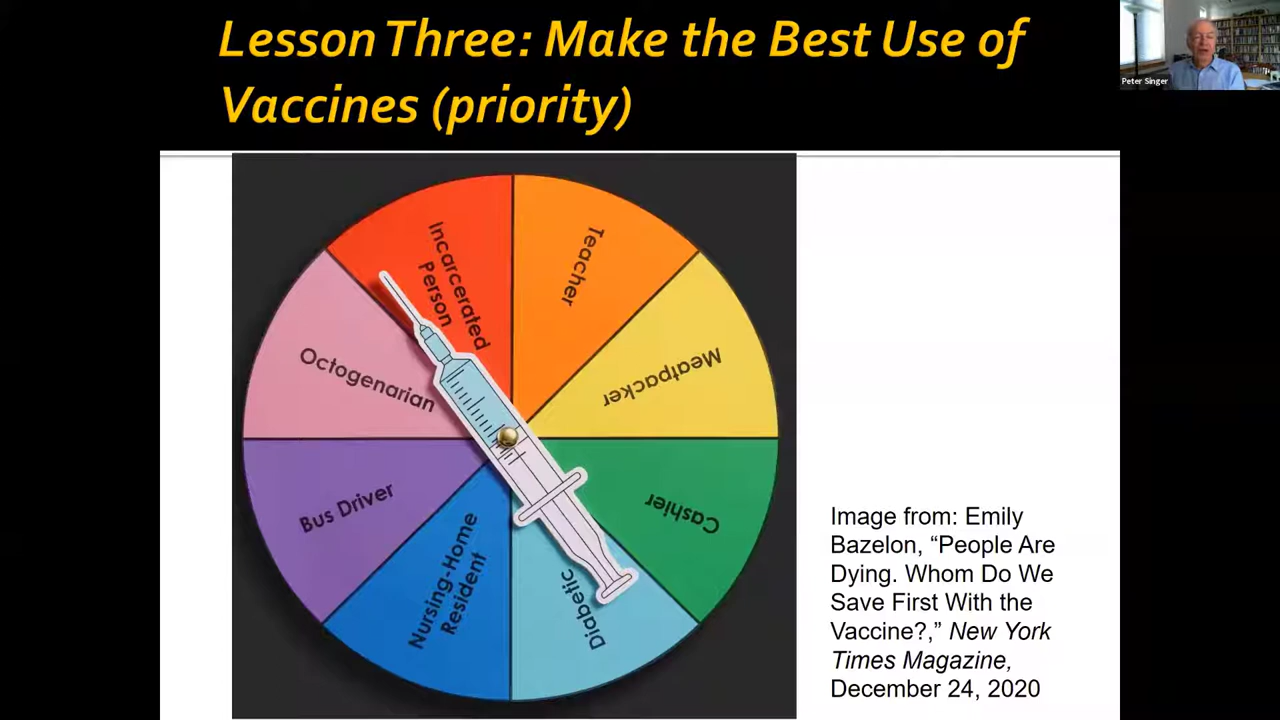 Lesson Three: Make the Best Use of
Vaccines (priority)
Peter Singer
Incarcerated
Person
Teacher
Meatpacker
Cashier
Diabetic
Nursing-Home
Resident
Bus Driver
Octogenarian
Image from: Emily
Bazelon, “People Are
Dying. Whom Do We
Save First With the
Vaccine?,” New York
Times Magazine,
December 24, 2020